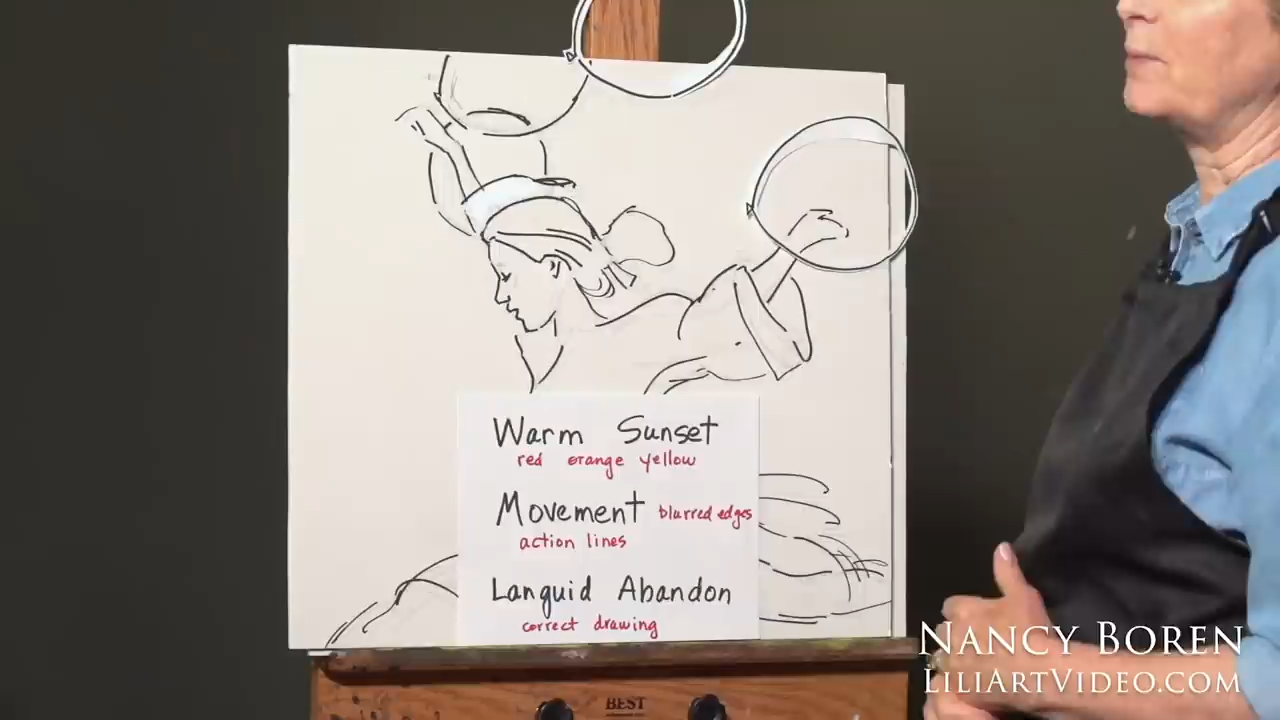 Warm Sunset
red orange yellow
Movement blurred edges
action lines
Languid Abandon
correct drawing
BEST
NANCY BOREN
LILIARTVIDEO.COM